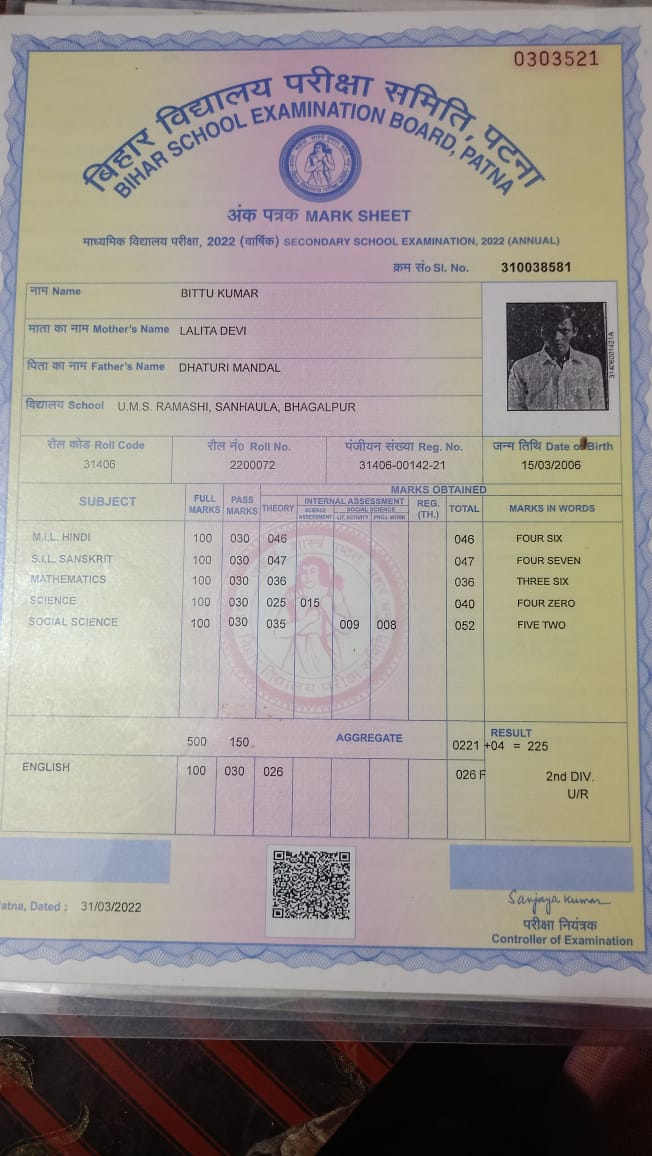 0303521
बिहार विद्यालय परीक्षा समिति, पटना
BIHAR SCHOOL EXAMINATION BOARD, PATNA
अंक पत्रक MARK SHEET
माध्यमिक विद्यालय परीक्षा, 2022 (वार्षिक) SECONDARY SCHOOL EXAMINATION, 2022 (ANNUAL)
क्रम सं० Sl. No. 310038581
नाम Name BITTU KUMAR
माता का नाम Mother's Name LALITA DEVI
पिता का नाम Father's Name DHATURI MANDAL
विद्यालय School U.M.S. RAMASHI, SANHAULA, BHAGALPUR
रौल कोड Roll Code रौल नं० Roll No. पंजीयन संख्या Reg. No. जन्म तिथि Date of Birth
31406 2200072 31406-00142-21 15/03/2006
SUBJECT FULL MARKS PASS MARKS MARKS OBTAINED
THEORY INTERNAL ASSESSMENT REG. (TH.) TOTAL MARKS IN WORDS
SCIENCE ASSESSMENT SOCIAL SCIENCE
LIT. ACTIVITY PROJ. WORK
M.I.L. HINDI 100 030 046 046 FOUR SIX
S.I.L. SANSKRIT 100 030 047 047 FOUR SEVEN
MATHEMATICS 100 030 036 036 THREE SIX
SCIENCE 100 030 025 015 040 FOUR ZERO
SOCIAL SCIENCE 100 030 035 009 008 052 FIVE TWO
500 150 AGGREGATE 0221 +04 = 225 RESULT
ENGLISH 100 030 026 026 F 2nd DIV.
U/R
Patna, Dated : 31/03/2022
Sanjaya Kumar
परीक्षा नियंत्रक
Controller of Examination